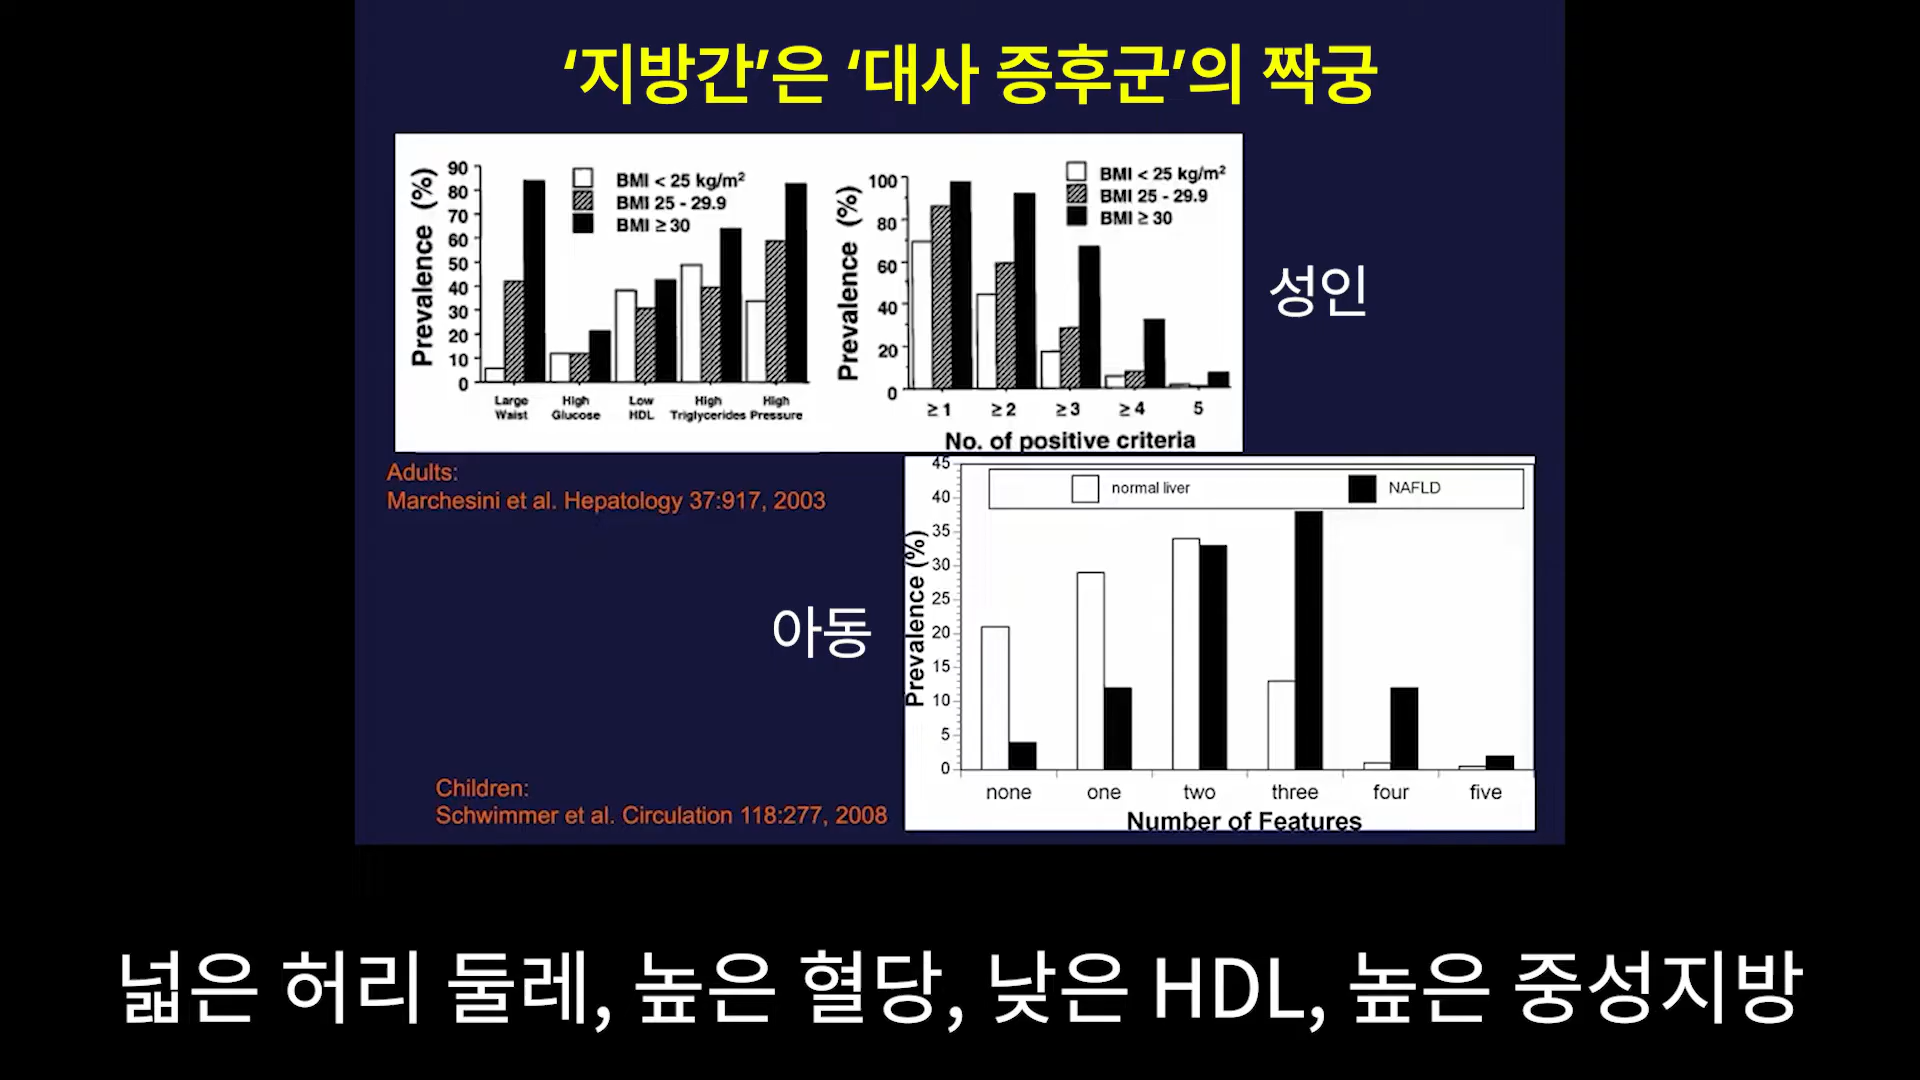 ‘지방간’은 ‘대사 증후군’의 짝궁
Prevalence (%)
90
80
70
60
50
40
30
20
10
0
BMI < 25 kg/m²
BMI 25 - 29.9
BMI ≥ 30
Large Waist
High Glucose
Low HDL
High Triglycerides
High Pressure
Prevalence (%)
100
80
60
40
20
0
BMI < 25 kg/m²
BMI 25 - 29.9
BMI ≥ 30
≥ 1
≥ 2
≥ 3
≥ 4
5
No. of positive criteria
성인
Adults:
Marchesini et al. Hepatology 37:917, 2003
아동
Prevalence (%)
45
40
35
30
25
20
15
10
5
0
normal liver
NAFLD
none
one
two
three
four
five
Number of Features
Children:
Schwimmer et al. Circulation 118:277, 2008
넓은 허리 둘레, 높은 혈당, 낮은 HDL, 높은 중성지방